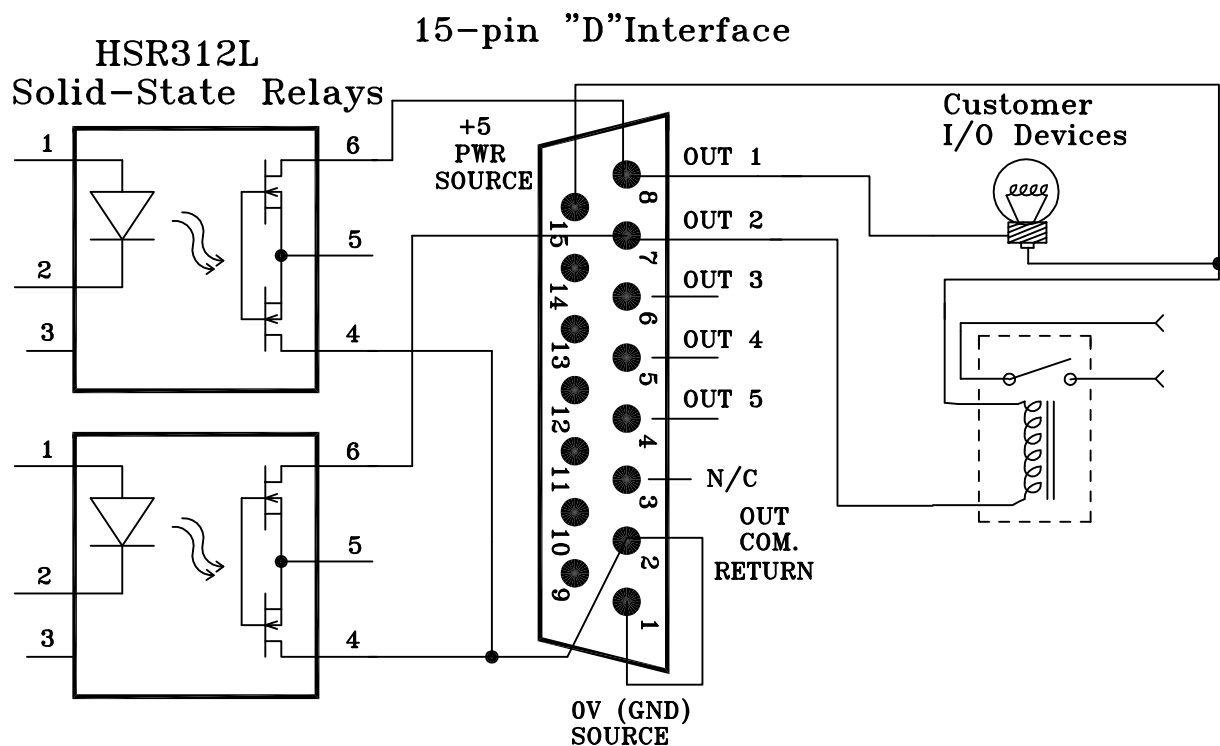 15-pin "D"Interface
HSR312L
Solid-State Relays
1
2
3
6
5
4
1
2
3
6
5
4
+5
PWR
SOURCE
15
14
13
12
11
10
9
8
7
6
5
4
3
2
1
OUT 1
OUT 2
OUT 3
OUT 4
OUT 5
N/C
OUT
COM.
RETURN
0V (GND)
SOURCE
Customer
I/O Devices